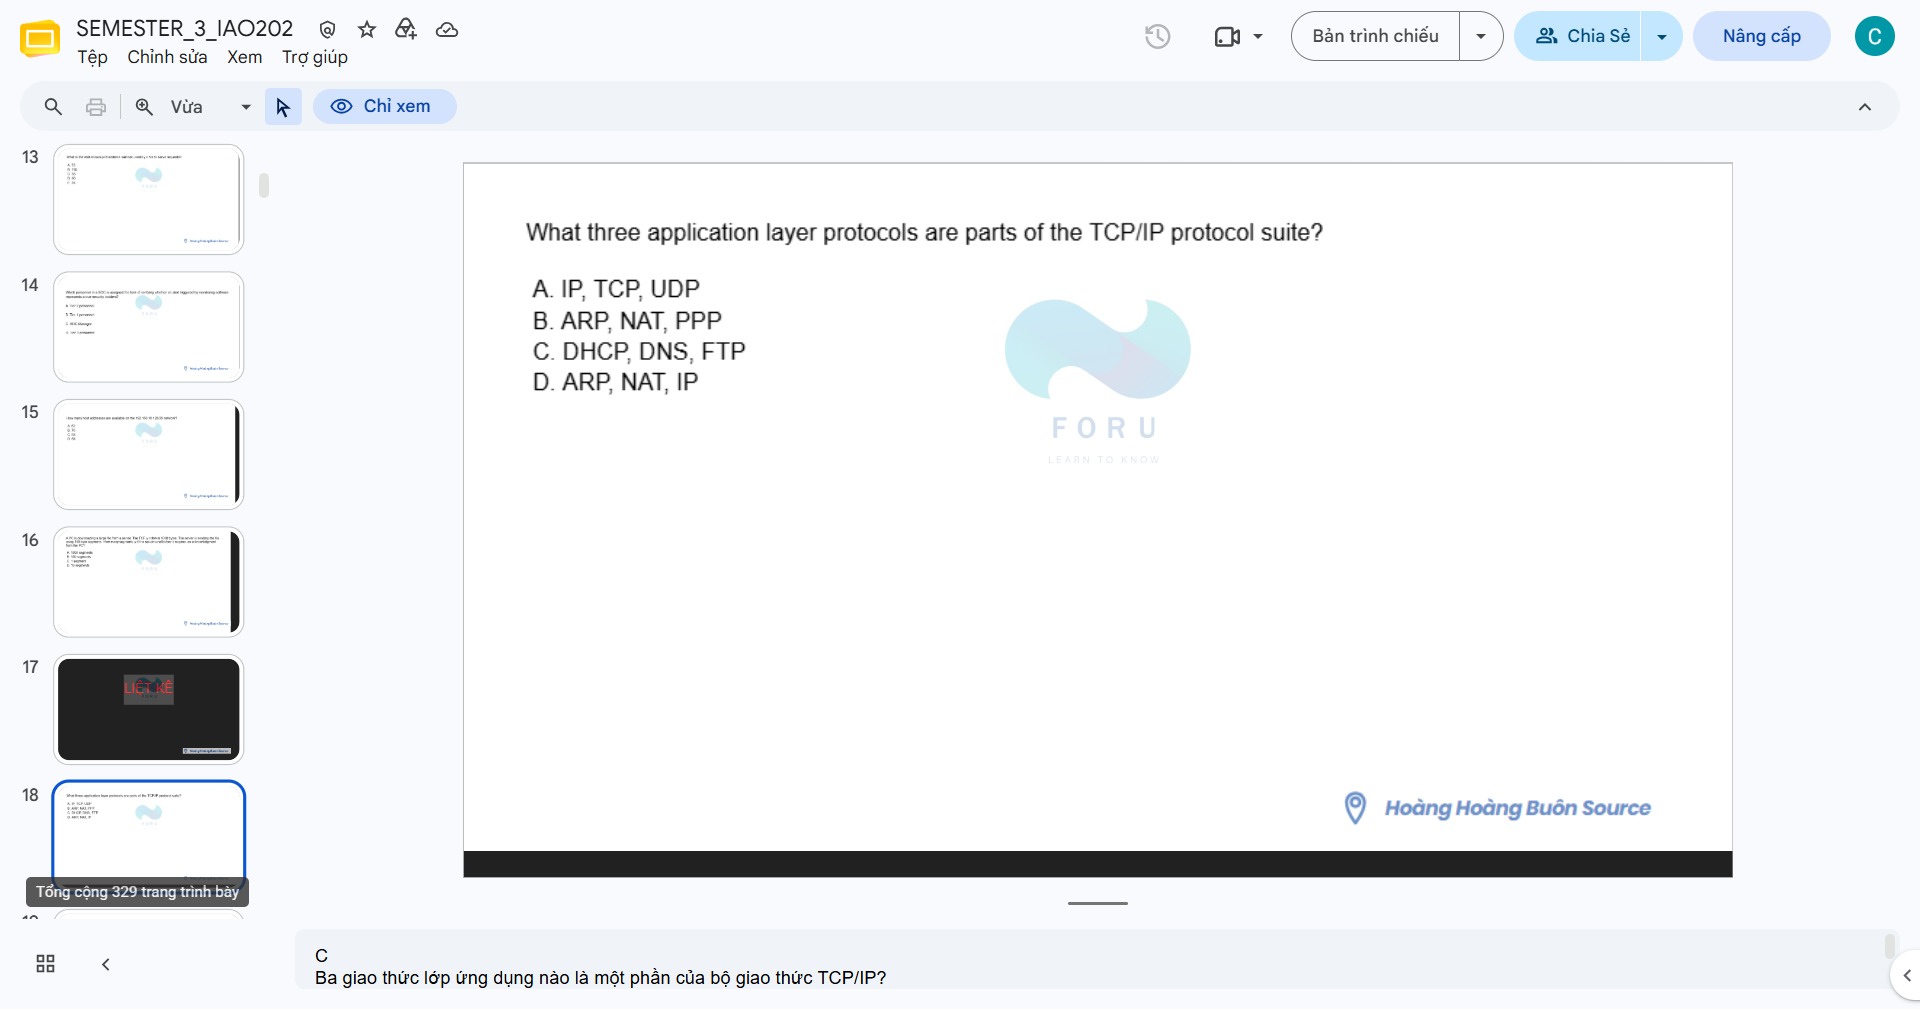 SEMESTER_3_IAO202
Tệp Chỉnh sửa Xem Trợ giúp
Bản trình chiếu
Chia Sẻ
Nâng cấp
C
Vừa
Chỉ xem
13
14
15
16
17
LIỆT KÊ
18
Tổng cộng 329 trang trình bày
What three application layer protocols are parts of the TCP/IP protocol suite?
A. IP, TCP, UDP
B. ARP, NAT, PPP
C. DHCP, DNS, FTP
D. ARP, NAT, IP
FORU
LEARN TO KNOW
Hoàng Hoàng Buôn Source
C
Ba giao thức lớp ứng dụng nào là một phần của bộ giao thức TCP/IP?